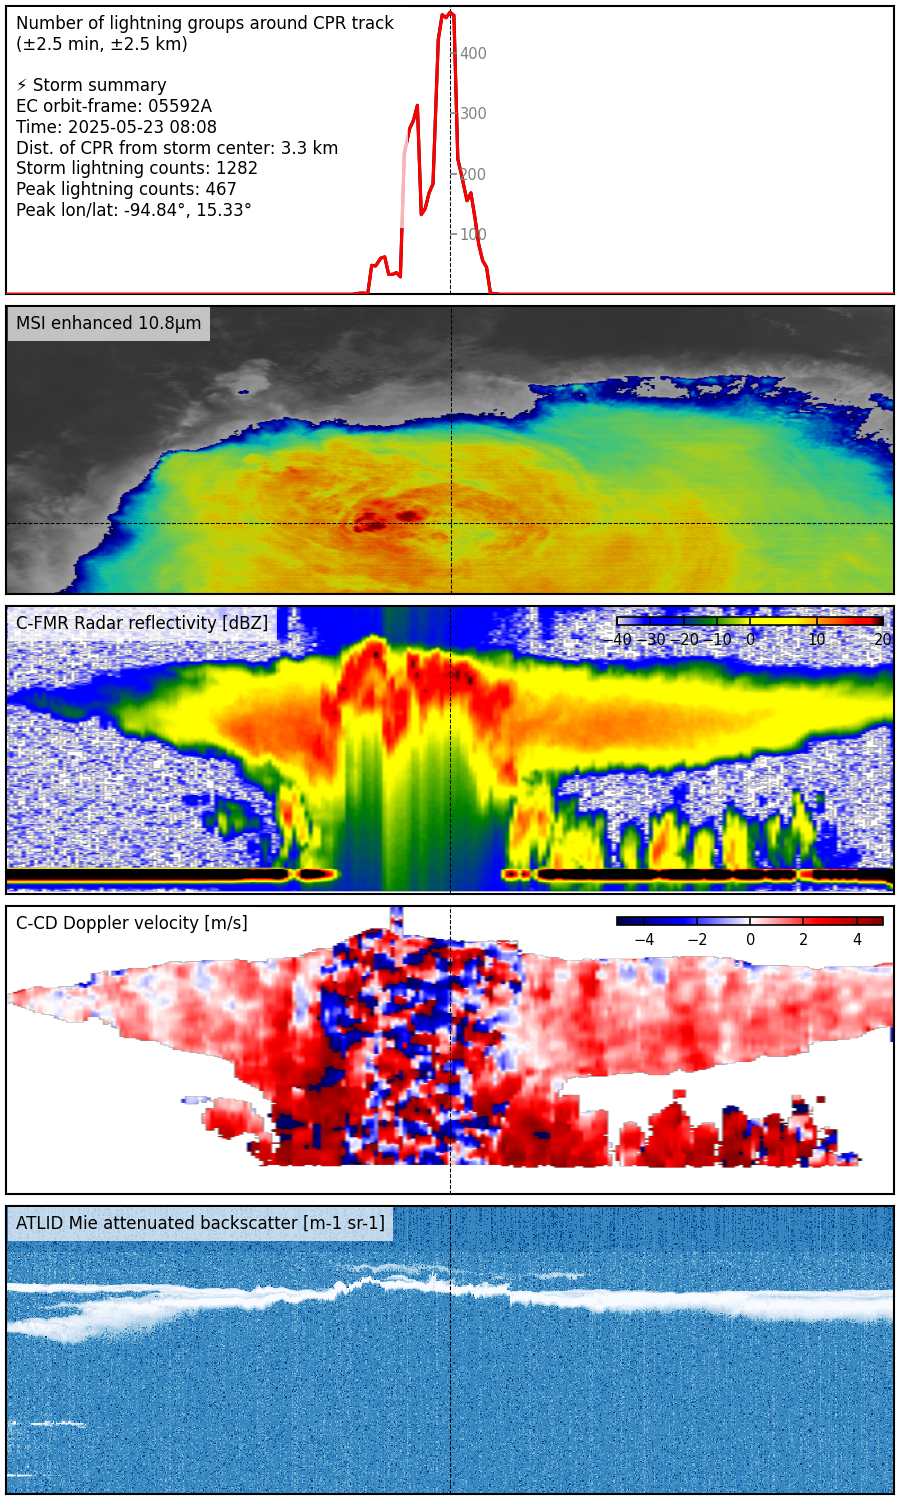 Number of lightning groups around CPR track
(±2.5 min, ±2.5 km)
⚡ Storm summary
EC orbit-frame: 05592A
Time: 2025-05-23 08:08
Dist. of CPR from storm center: 3.3 km
Storm lightning counts: 1282
Peak lightning counts: 467
Peak lon/lat: -94.84°, 15.33°
400
300
200
100
MSI enhanced 10.8μm
C-FMR Radar reflectivity [dBZ]
−40 −30 −20 −10 0 10 20
C-CD Doppler velocity [m/s]
−4 −2 0 2 4
ATLID Mie attenuated backscatter [m-1 sr-1]